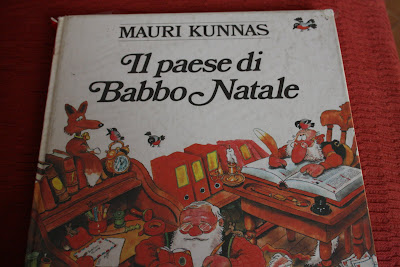 MAURI KUNNAS
Il paese di
Babbo Natale